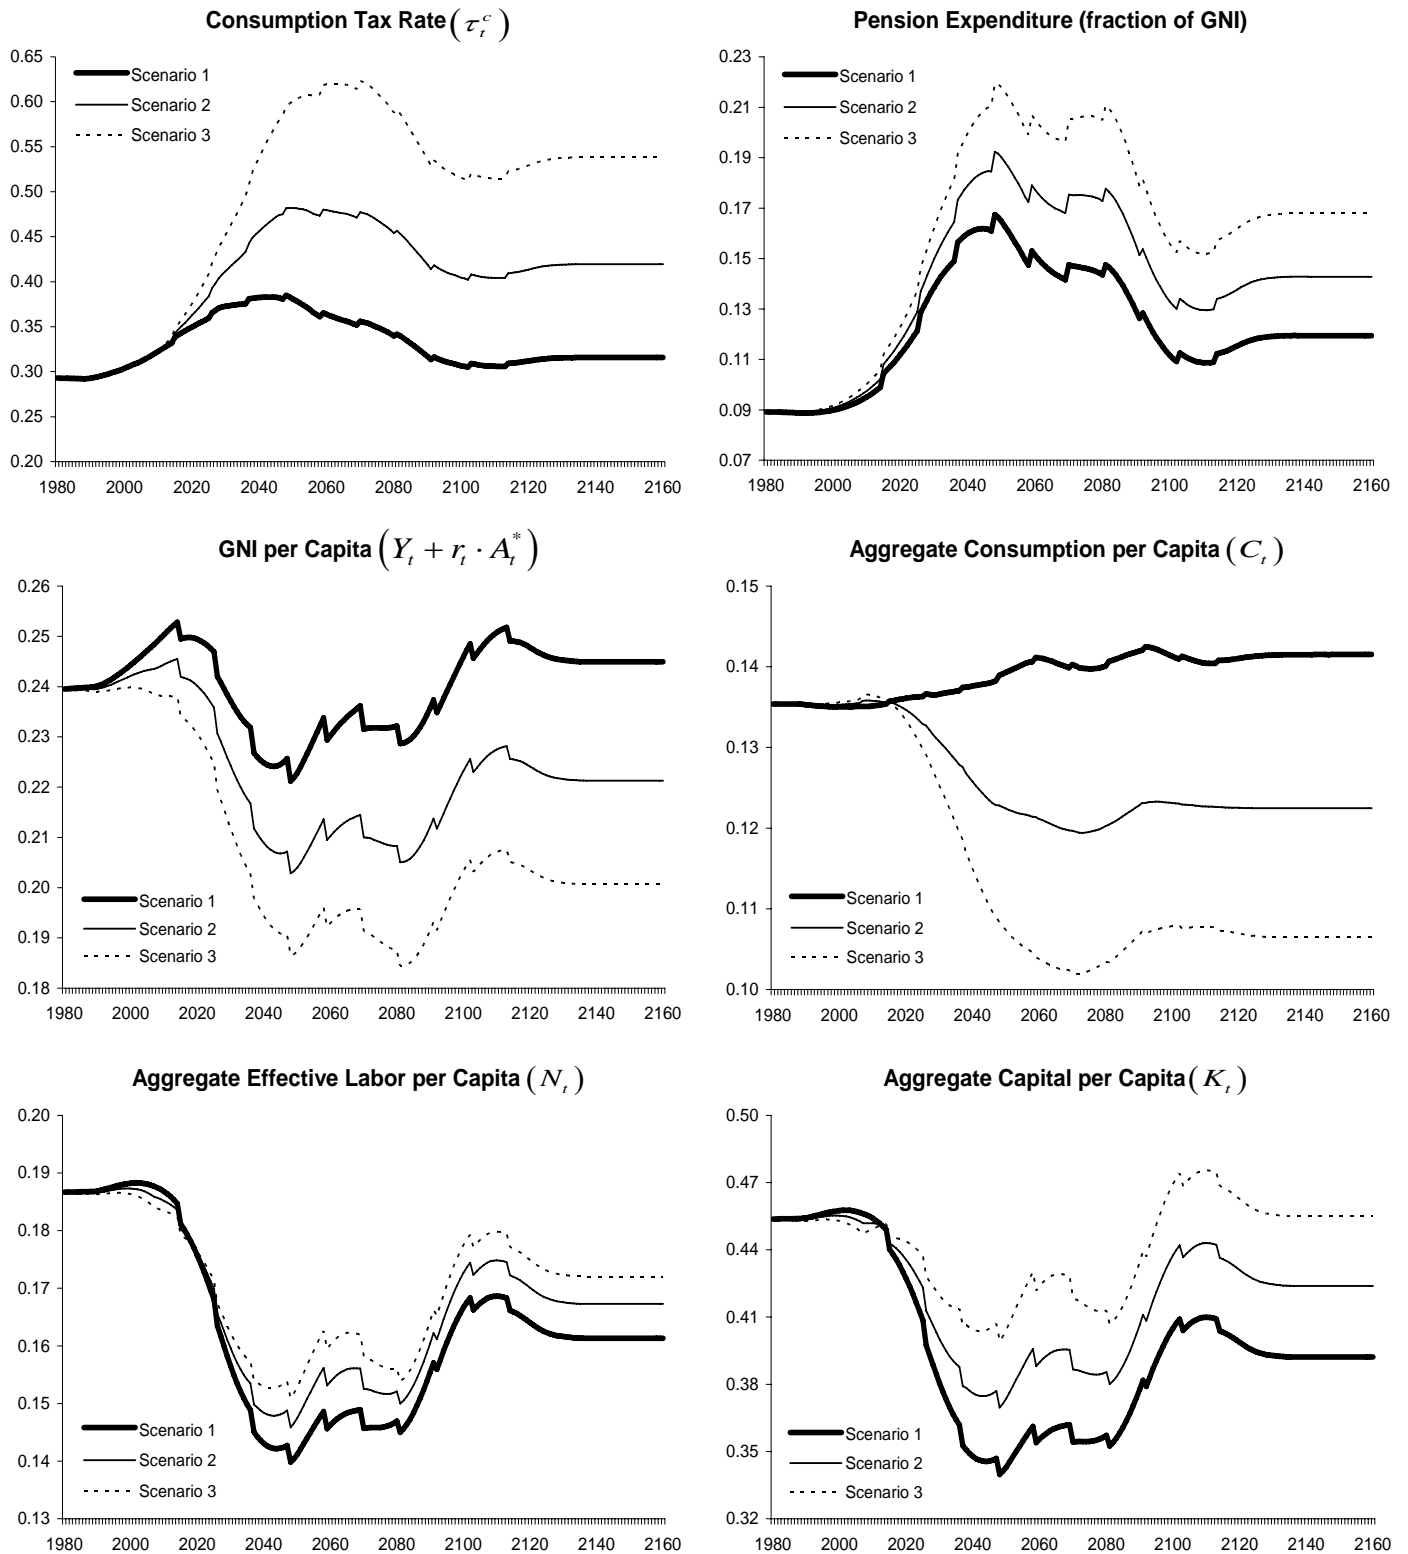 Consumption Tax Rate (τ_t^c)
0.65
0.60
0.55
0.50
0.45
0.40
0.35
0.30
0.25
0.20
Scenario 1
Scenario 2
Scenario 3
1980 2000 2020 2040 2060 2080 2100 2120 2140 2160
Pension Expenditure (fraction of GNI)
0.23
0.21
0.19
0.17
0.15
0.13
0.11
0.09
0.07
Scenario 1
Scenario 2
Scenario 3
1980 2000 2020 2040 2060 2080 2100 2120 2140 2160
GNI per Capita (Y_t + r_t · A_t^*)
0.26
0.25
0.24
0.23
0.22
0.21
0.20
0.19
0.18
Scenario 1
Scenario 2
Scenario 3
1980 2000 2020 2040 2060 2080 2100 2120 2140 2160
Aggregate Consumption per Capita (C_t)
0.15
0.14
0.13
0.12
0.11
0.10
Scenario 1
Scenario 2
Scenario 3
1980 2000 2020 2040 2060 2080 2100 2120 2140 2160
Aggregate Effective Labor per Capita (N_t)
0.20
0.19
0.18
0.17
0.16
0.15
0.14
0.13
Scenario 1
Scenario 2
Scenario 3
1980 2000 2020 2040 2060 2080 2100 2120 2140 2160
Aggregate Capital per Capita (K_t)
0.50
0.47
0.44
0.41
0.38
0.35
0.32
Scenario 1
Scenario 2
Scenario 3
1980 2000 2020 2040 2060 2080 2100 2120 2140 2160